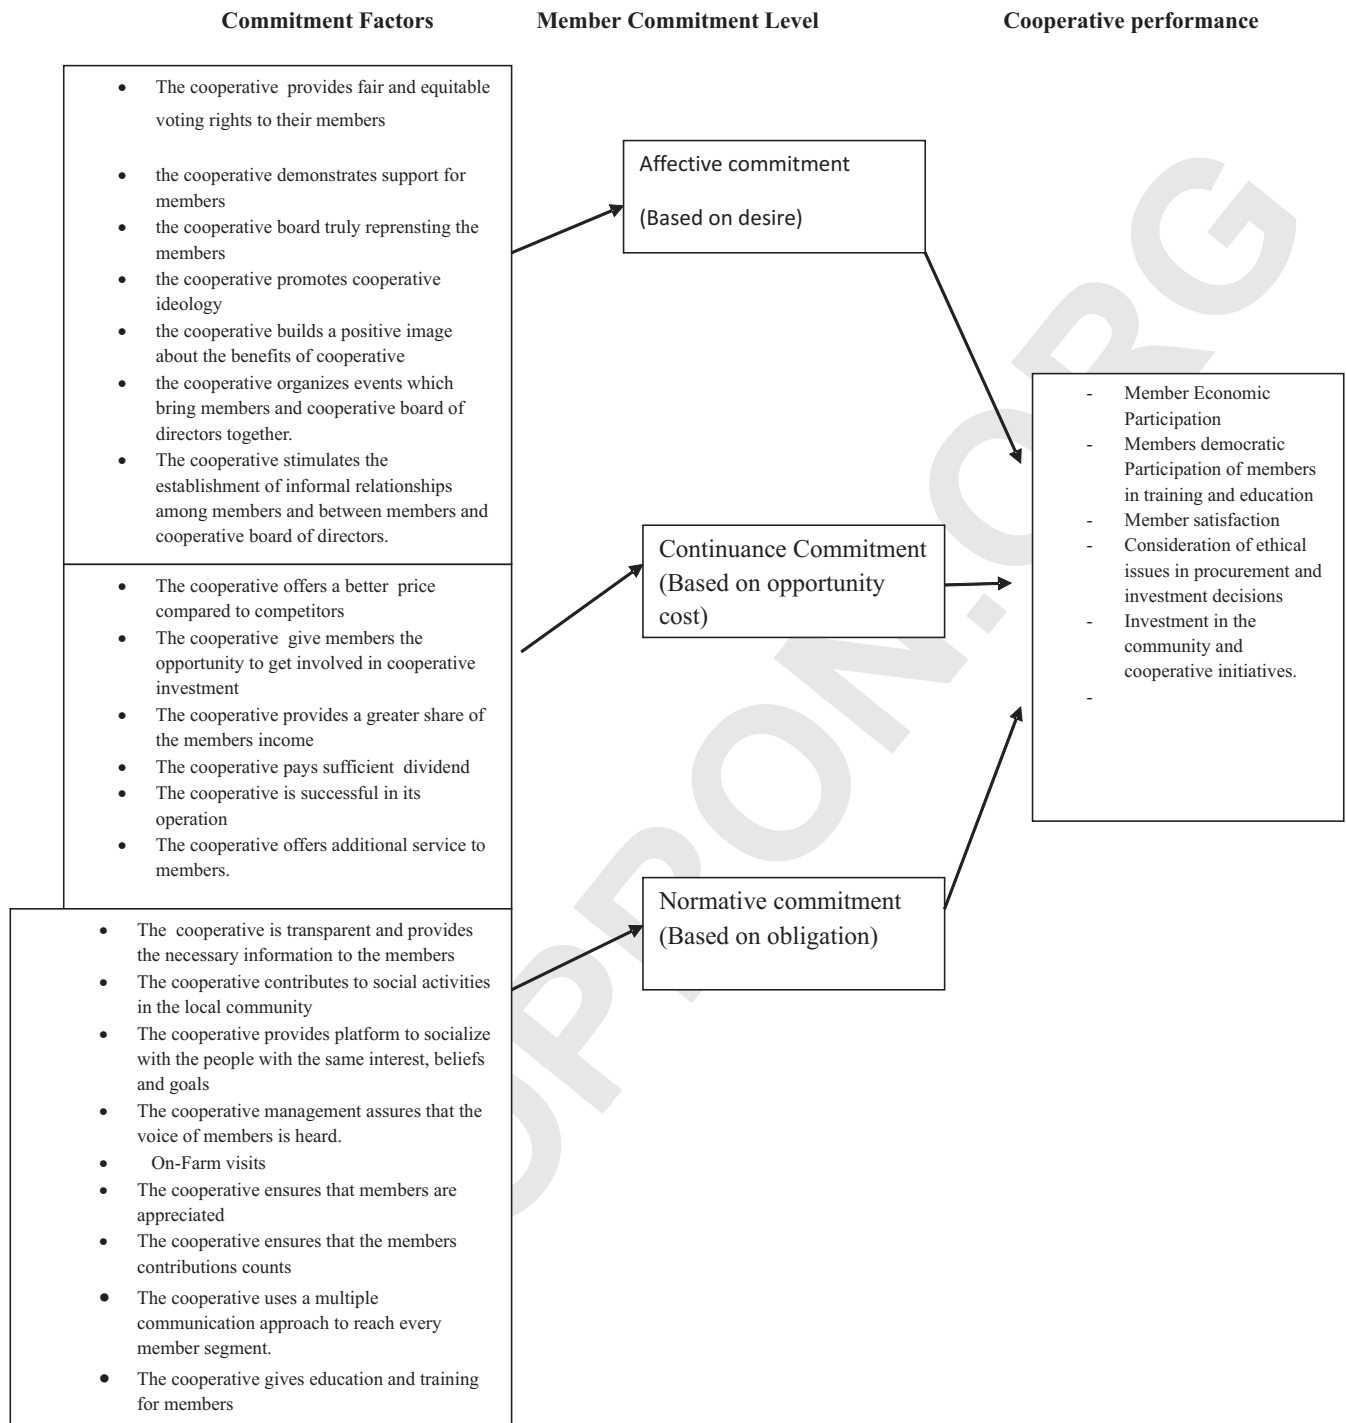 Commitment Factors Member Commitment Level Cooperative performance
• The cooperative provides fair and equitable
voting rights to their members
• the cooperative demonstrates support for
members
• the cooperative board truly reprensting the
members
• the cooperative promotes cooperative
ideology
• the cooperative builds a positive image
about the benefits of cooperative
• the cooperative organizes events which
bring members and cooperative board of
directors together.
• The cooperative stimulates the
establishment of informal relationships
among members and between members and
cooperative board of directors.
• The cooperative offers a better price
compared to competitors
• The cooperative give members the
opportunity to get involved in cooperative
investment
• The cooperative provides a greater share of
the members income
• The cooperative pays sufficient dividend
• The cooperative is successful in its
operation
• The cooperative offers additional service to
members.
• The cooperative is transparent and provides
the necessary information to the members
• The cooperative contributes to social activities
in the local community
• The cooperative provides platform to socialize
with the people with the same interest, beliefs
and goals
• The cooperative management assures that the
voice of members is heard.
• On-Farm visits
• The cooperative ensures that members are
appreciated
• The cooperative ensures that the members
contributions counts
• The cooperative uses a multiple
communication approach to reach every
member segment.
• The cooperative gives education and training
for members
Affective commitment
(Based on desire)
Continuance Commitment
(Based on opportunity
cost)
Normative commitment
(Based on obligation)
- Member Economic
Participation
- Members democratic
Participation of members
in training and education
- Member satisfaction
- Consideration of ethical
issues in procurement and
investment decisions
- Investment in the
community and
cooperative initiatives.
-
OPRON.ORG